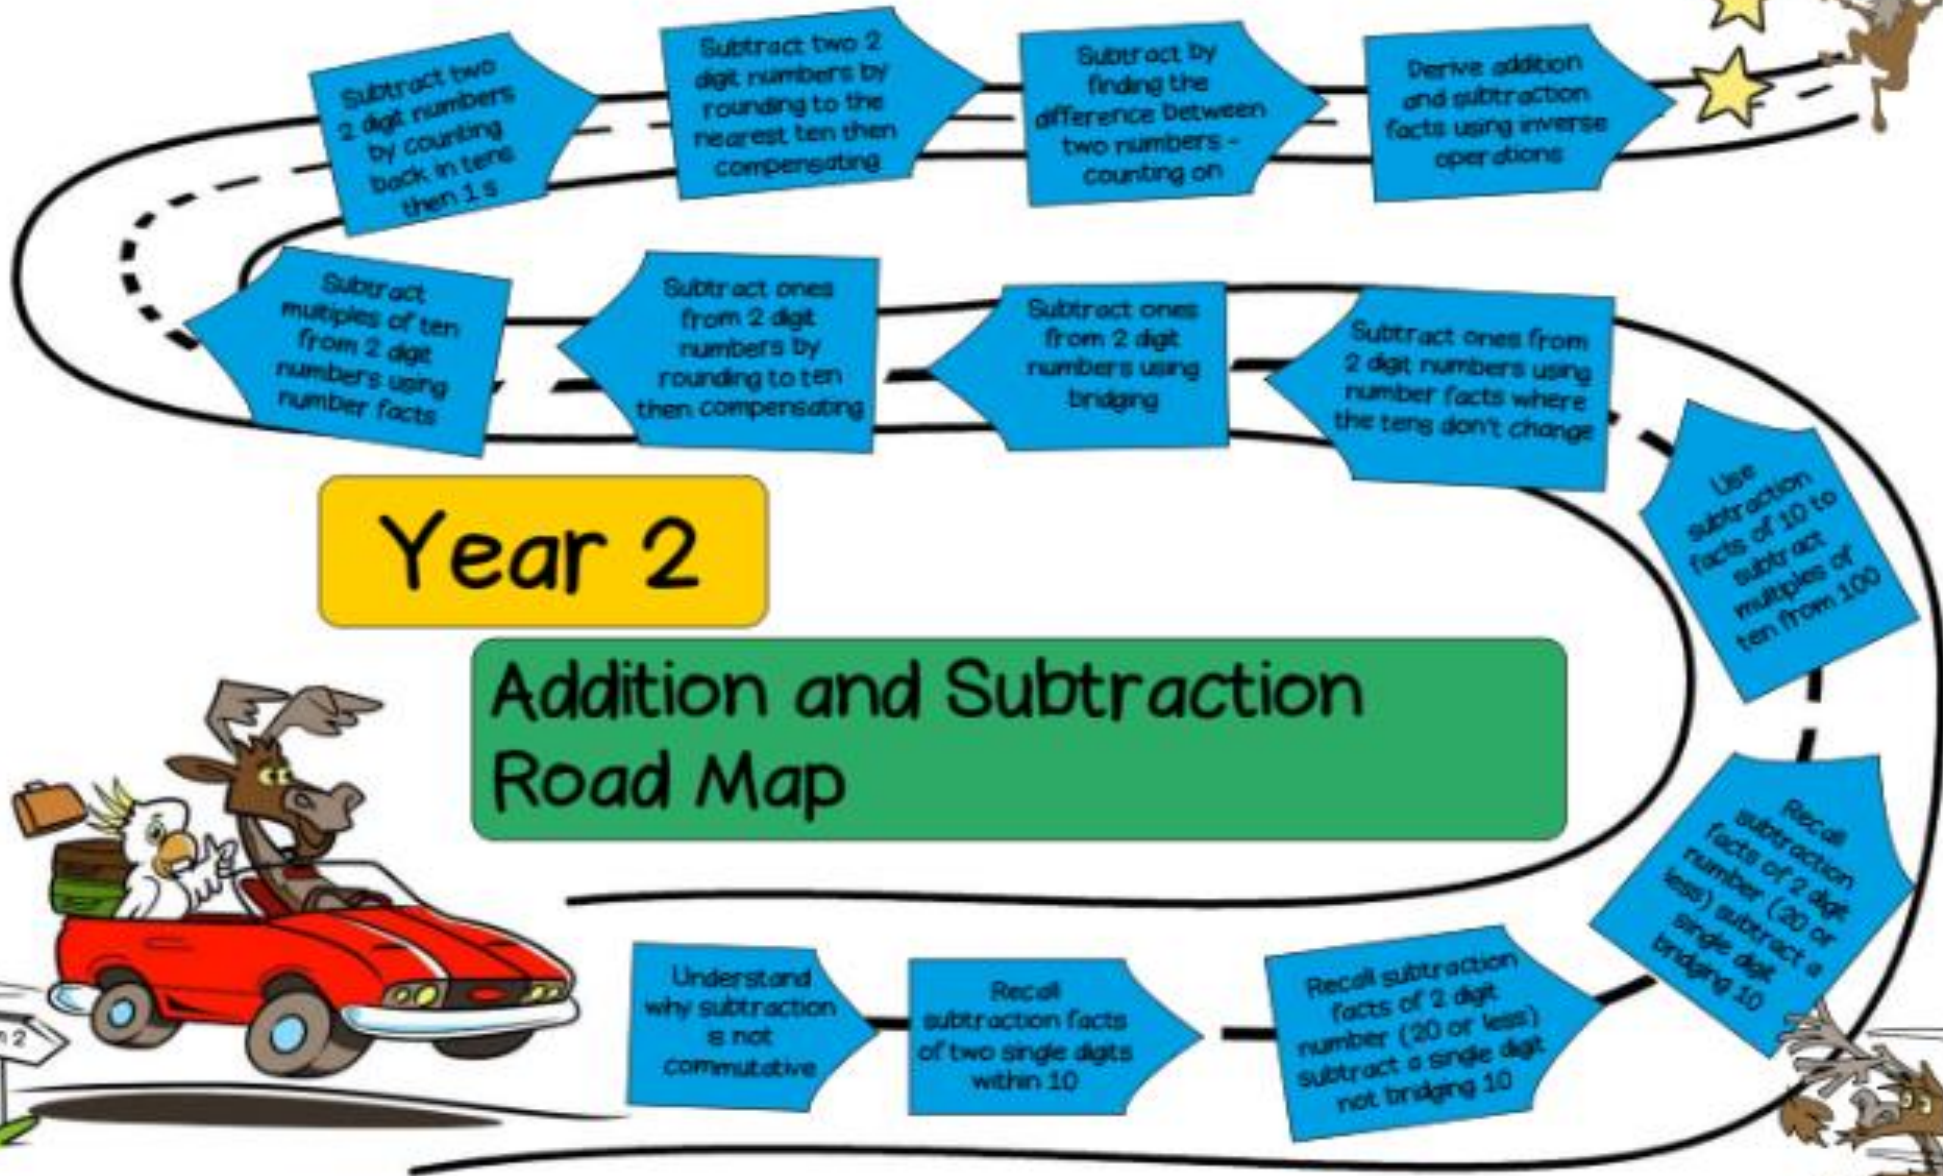 Subtract two
2 digit numbers
by counting
back in tens
then 1 s
Subtract two 2
digit numbers by
rounding to the
nearest ten then
compensating
Subtract by
finding the
difference between
two numbers -
counting on
Derive addition
and subtraction
facts using inverse
operations
Subtract
multiples of ten
from 2 digit
numbers using
number facts
Subtract ones
from 2 digit
numbers by
rounding to ten
then compensating
Subtract ones
from 2 digit
numbers using
bridging
Subtract ones from
2 digit numbers using
number facts where
the tens don't change
Use
subtraction
facts of 10 to
subtract
multiples of
ten from 100
Year 2
Addition and Subtraction
Road Map
Recall
subtraction
facts of 2 digit
number (20 or
less) subtract a
single digit
bridging 10
Understand
why subtraction
is not
commutative
Recall
subtraction facts
of two single digits
within 10
Recall subtraction
facts of 2 digit
number (20 or less)
subtract a single digit
not bridging 10
2